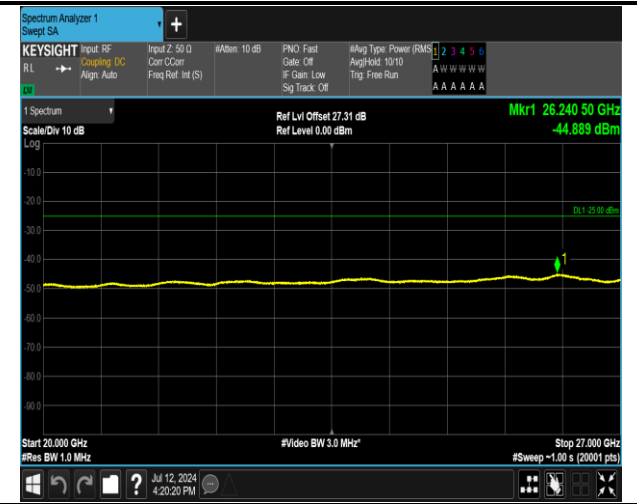 Spectrum Analyzer 1
Swept SA
+
KEYSIGHT Input: RF Input Z: 50 Ω #Atten: 10 dB PNO: Fast #Avg Type: Power (RMS 1 2 3 4 5 6
RL Coupling: DC Corr CCorr Gate: Off Avg|Hold: 10/10 A W W W W W
Align: Auto Freq Ref: Int (S) IF Gain: Low Trig: Free Run
Sig Track: Off A A A A A A
LXI
1 Spectrum Ref Lvl Offset 27.31 dB Mkr1 26.240 50 GHz
Scale/Div 10 dB Ref Level 0.00 dBm -44.889 dBm
Log
-10.0
DL1 -25.00 dBm
-30.0
-40.0
1
-50.0
-60.0
-70.0
-80.0
-90.0
Start 20.000 GHz #Video BW 3.0 MHz* Stop 27.000 GHz
#Res BW 1.0 MHz #Sweep ~1.00 s (20001 pts)
? Jul 12, 2024
4:20:20 PM